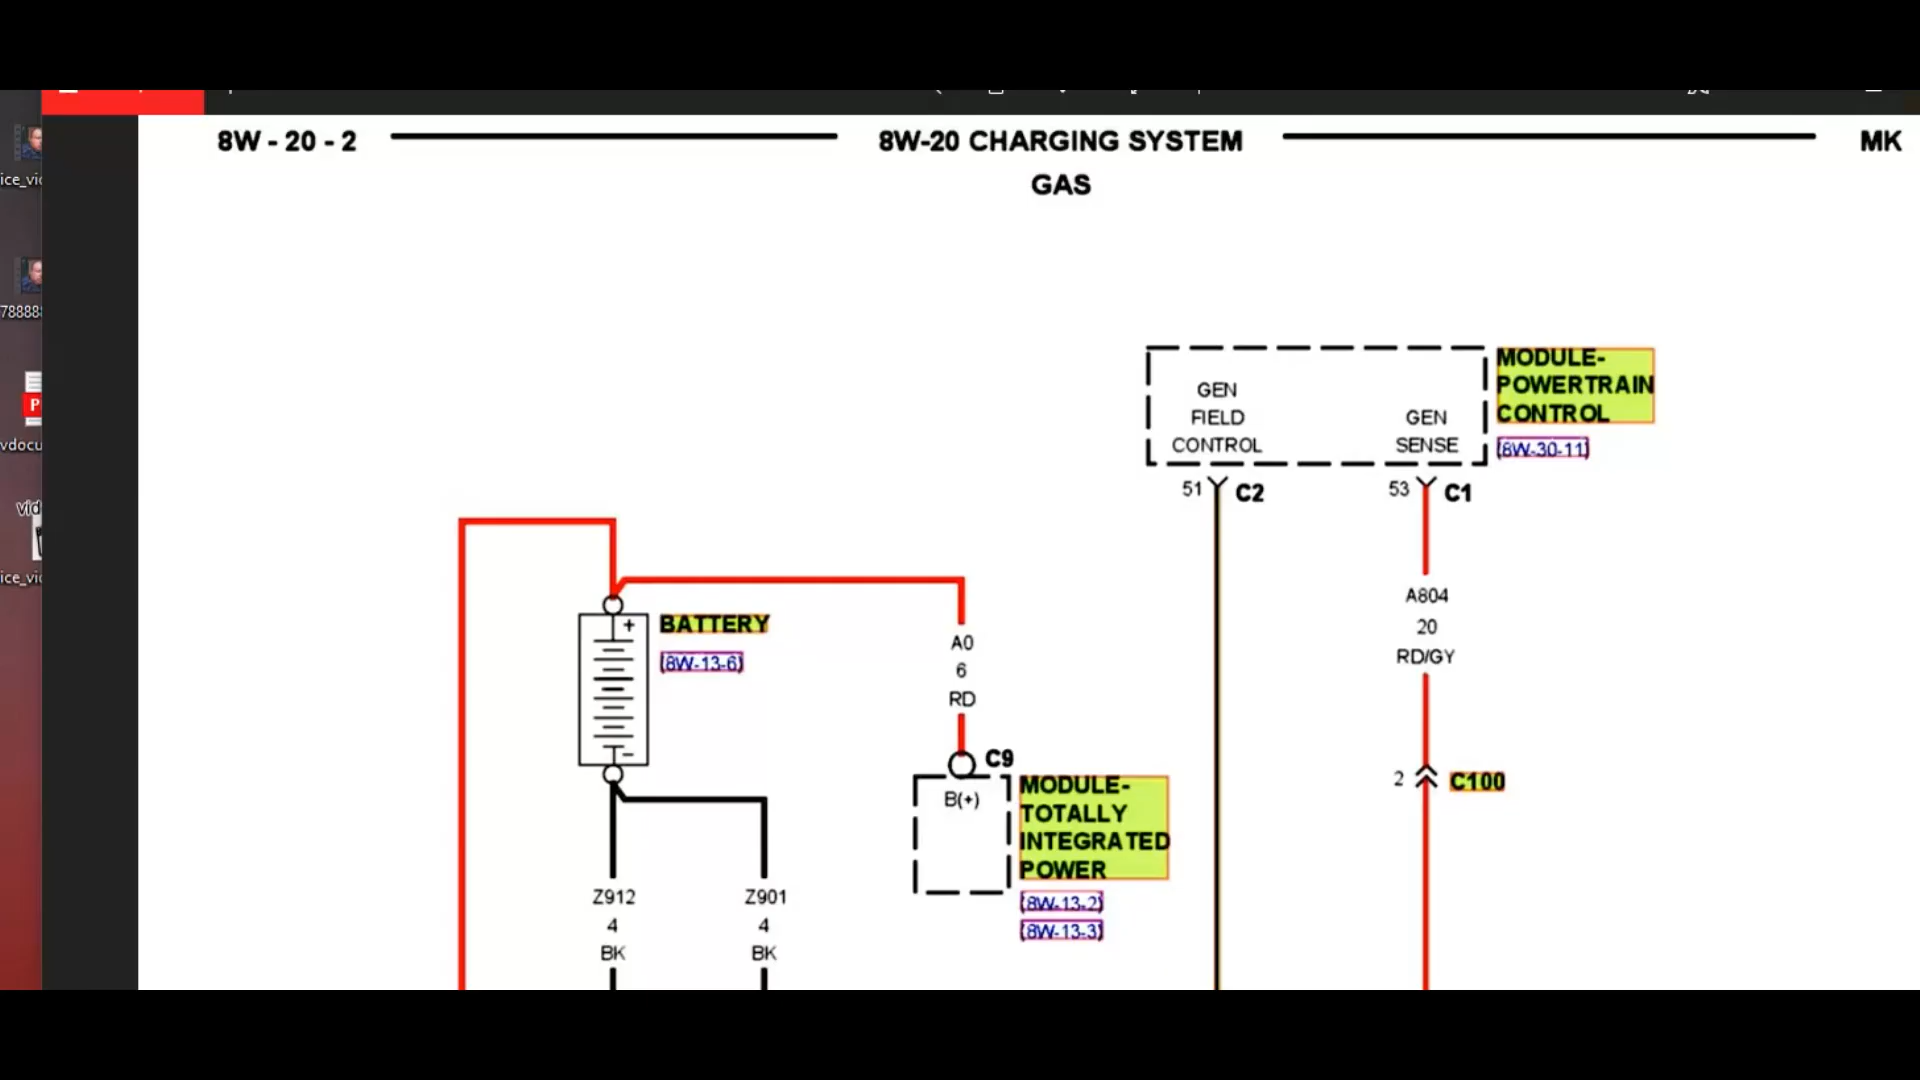 8W - 20 - 2
8W-20 CHARGING SYSTEM
MK
GAS
GEN
FIELD
CONTROL
GEN
SENSE
MODULE-
POWERTRAIN
CONTROL
(8W-30-11)
51
C2
53
C1
A804
20
RD/GY
2
C100
+
BATTERY
(8W-13-6)
-
A0
6
RD
C9
B(+)
MODULE-
TOTALLY
INTEGRATED
POWER
(8W-13-2)
(8W-13-3)
Z912
4
BK
Z901
4
BK
ice_vi
78888
P
vdocu
vid
ice_vi